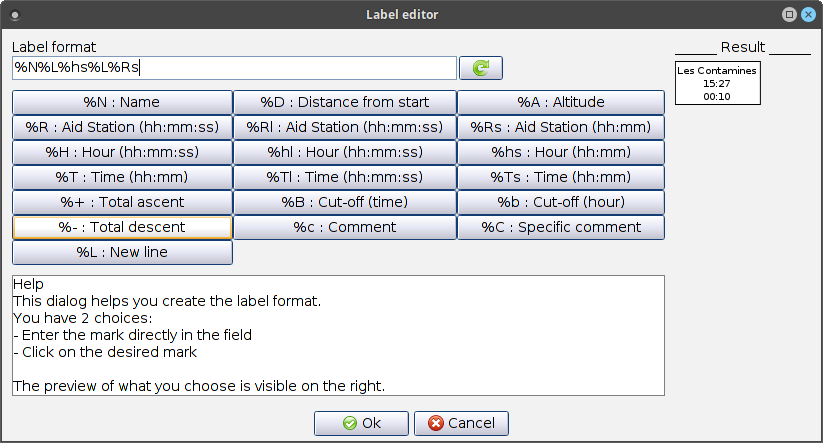 Label editor
Label format
%N%L%hs%L%Rs
______ Result ______
Les Contamines
15:27
00:10
%N : Name
%D : Distance from start
%A : Altitude
%R : Aid Station (hh:mm:ss)
%Rl : Aid Station (hh:mm:ss)
%Rs : Aid Station (hh:mm)
%H : Hour (hh:mm:ss)
%hl : Hour (hh:mm:ss)
%hs : Hour (hh:mm)
%T : Time (hh:mm)
%Tl : Time (hh:mm:ss)
%Ts : Time (hh:mm)
%+ : Total ascent
%B : Cut-off (time)
%b : Cut-off (hour)
%- : Total descent
%c : Comment
%C : Specific comment
%L : New line
Help
This dialog helps you create the label format.
You have 2 choices:
- Enter the mark directly in the field
- Click on the desired mark
The preview of what you choose is visible on the right.
Ok
Cancel